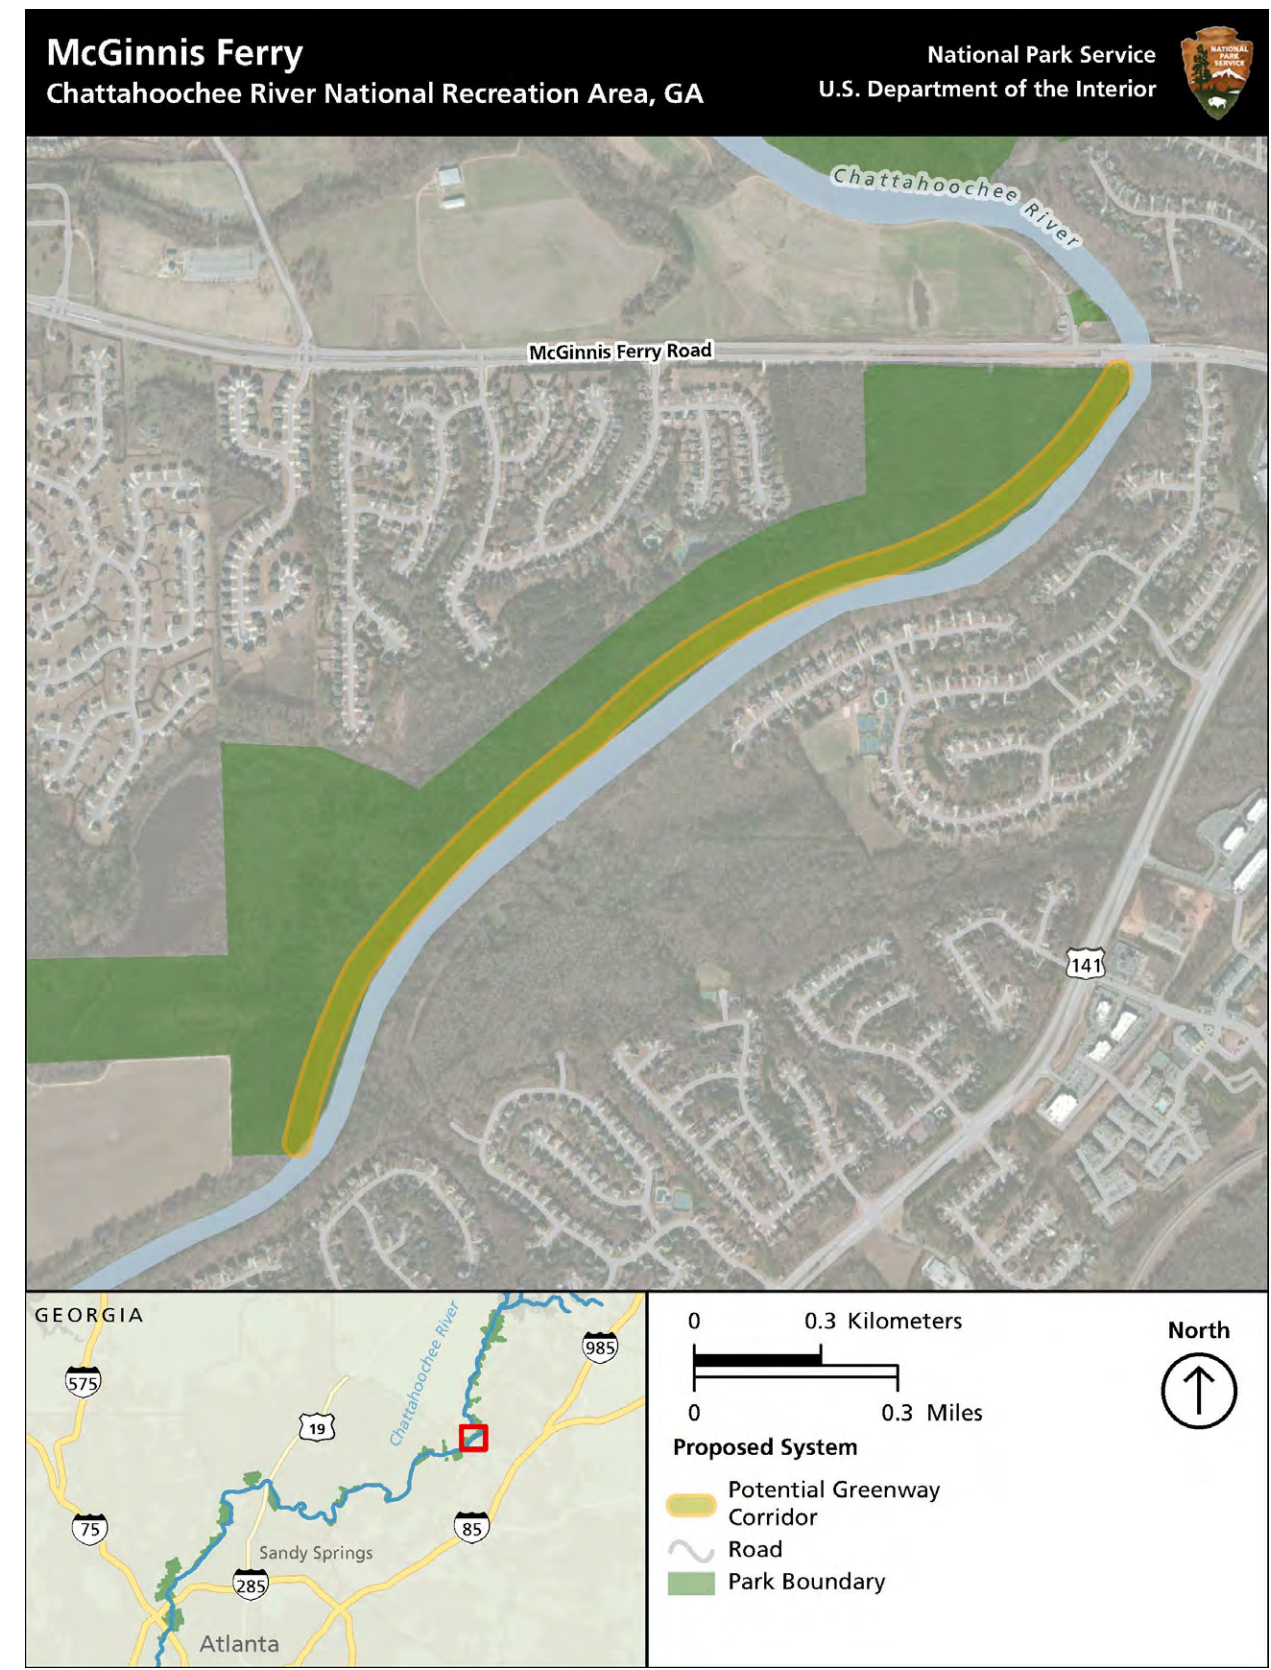 McGinnis Ferry
Chattahoochee River National Recreation Area, GA
National Park Service
U.S. Department of the Interior
NATIONAL
PARK
SERVICE
Chattahoochee River
McGinnis Ferry Road
141
GEORGIA
Chattahoochee River
985
575
19
75
85
Sandy Springs
285
Atlanta
0 0.3 Kilometers
0 0.3 Miles
North
Proposed System
Potential Greenway
Corridor
Road
Park Boundary